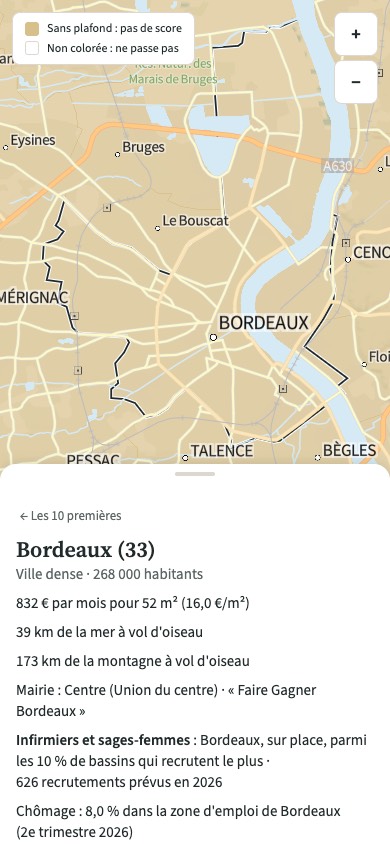 Sans plafond : pas de score
Non colorée : ne passe pas
+
−
Rés. Natur. des
Marais de Bruges
Eysines
Bruges
A630
Le Bouscat
CENO
MÉRIGNAC
BORDEAUX
Floi
TALENCE
BÈGLES
PESSAC
← Les 10 premières
Bordeaux (33)
Ville dense · 268 000 habitants
832 € par mois pour 52 m² (16,0 €/m²)
39 km de la mer à vol d'oiseau
173 km de la montagne à vol d'oiseau
Mairie : Centre (Union du centre) · « Faire Gagner
Bordeaux »
Infirmiers et sages-femmes : Bordeaux, sur place, parmi
les 10 % de bassins qui recrutent le plus ·
626 recrutements prévus en 2026
Chômage : 8,0 % dans la zone d'emploi de Bordeaux
(2e trimestre 2026)